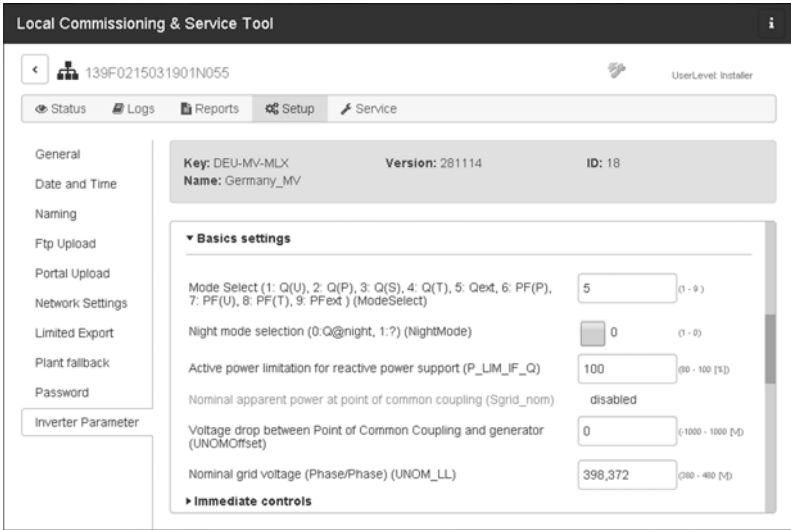 Local Commissioning & Service Tool
i
139F0215031901N055
UserLevel: Installer
Status
Logs
Reports
Setup
Service
General
Date and Time
Naming
Ftp Upload
Portal Upload
Network Settings
Limited Export
Plant fallback
Password
Inverter Parameter
Key: DEU-MV-MLX
Version: 281114
ID: 18
Name: Germany_MV
Basics settings
Mode Select (1: Q(U), 2: Q(P), 3: Q(S), 4: Q(T), 5: Qext, 6: PF(P),
7: PF(U), 8: PF(T), 9: PFext ) (ModeSelect)
5
(1 - 9 )
Night mode selection (0:Q@night, 1:?) (NightMode)
0
(1 - 0)
Active power limitation for reactive power support (P_LIM_IF_Q)
100
(80 - 100 [%])
Nominal apparent power at point of common coupling (Sgrid_nom)
disabled
Voltage drop between Point of Common Coupling and generator
(UNOMOffset)
0
(-1000 - 1000 [V])
Nominal grid voltage (Phase/Phase) (UNOM_LL)
398,372
(380 - 480 [V])
Immediate controls